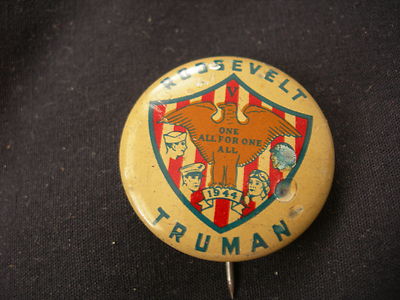 ROOSEVELT
V
ONE
ALL FOR ONE
ALL
1944
TRUMAN